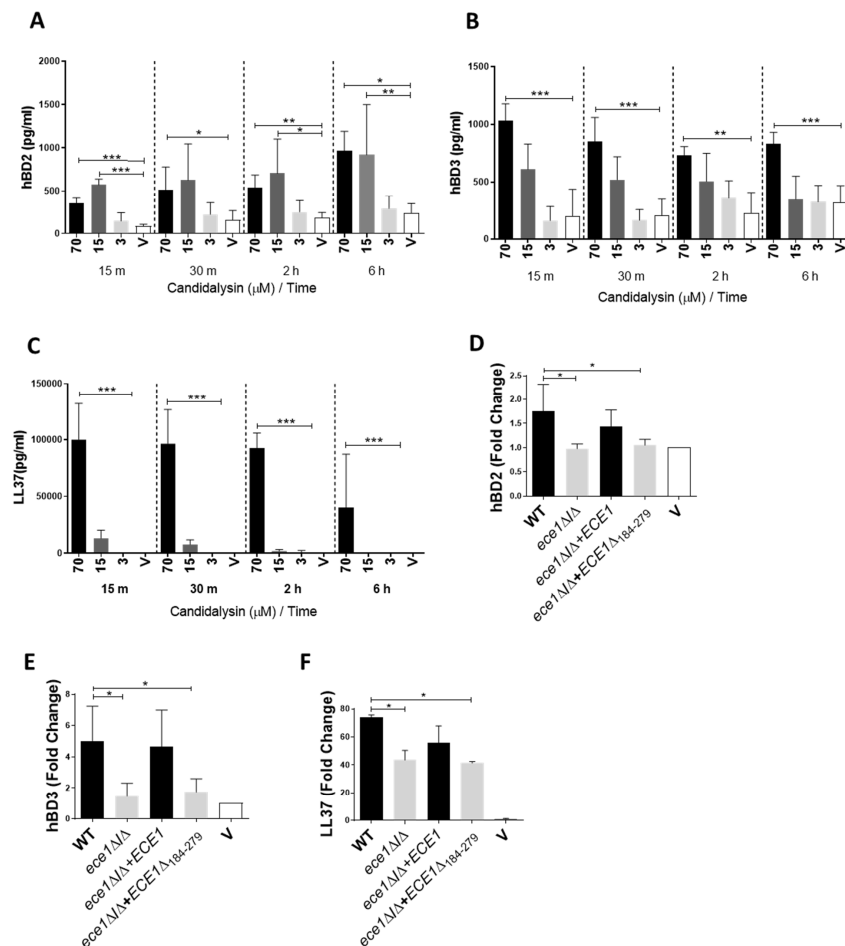 A
hBD2 (pg/ml)
2000
1500
1000
500
0
* ** ** * * *** ***
70 15 3 V 70 15 3 V 70 15 3 V 70 15 3 V
15 m 30 m 2 h 6 h
Candidalysin (μM) / Time
B
hBD3 (pg/ml)
1500
1000
500
0
*** *** ** ***
70 15 3 V 70 15 3 V 70 15 3 V 70 15 3 V
15 m 30 m 2 h 6 h
Candidalysin (μM) / Time
C
LL37(pg/ml)
150000
100000
50000
0
*** *** *** ***
70 15 3 V 70 15 3 V 70 15 3 V 70 15 3 V
15 m 30 m 2 h 6 h
Candidalysin (μM) / Time
D
hBD2 (Fold Change)
2.5
2.0
1.5
1.0
0.5
0.0
* *
WT
ece1Δ/Δ
ece1Δ/Δ+ECE1
ece1Δ/Δ+ECE1Δ184-279
V
E
hBD3 (Fold Change)
8
6
4
2
0
* *
WT
ece1Δ/Δ
ece1Δ/Δ+ECE1
ece1Δ/Δ+ECE1Δ184-279
V
F
LL37 (Fold Change)
80
60
40
20
0
* *
WT
ece1Δ/Δ
ece1Δ/Δ+ECE1
ece1Δ/Δ+ECE1Δ184-279
V